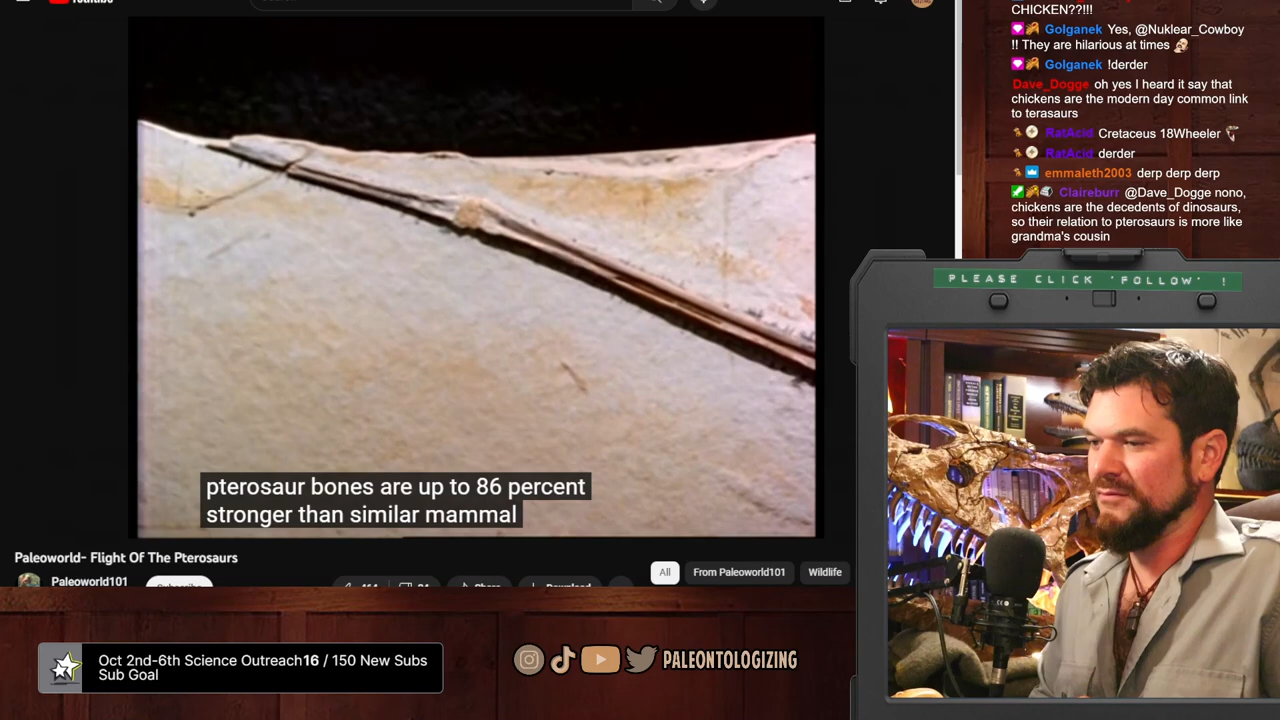 CHICKEN??!!!
Golganek Yes, @Nuklear_Cowboy
!! They are hilarious at times
Golganek !derder
Dave_Dogge oh yes I heard it say that
chickens are the modern day common link
to terasaurs
RatAcid Cretaceus 18Wheeler
RatAcid derder
emmaleth2003 derp derp derp
Claireburr @Dave_Dogge nono,
chickens are the decedents of dinosaurs,
so their relation to pterosaurs is more like
grandma's cousin
PLEASE CLICK 'FOLLOW' !
pterosaur bones are up to 86 percent
stronger than similar mammal
Paleoworld- Flight Of The Pterosaurs
Paleoworld101
Subscribe
Share
Download
All
From Paleoworld101
Wildlife
Oct 2nd-6th Science Outreach16 / 150 New Subs
Sub Goal
PALEONTOLOGIZING